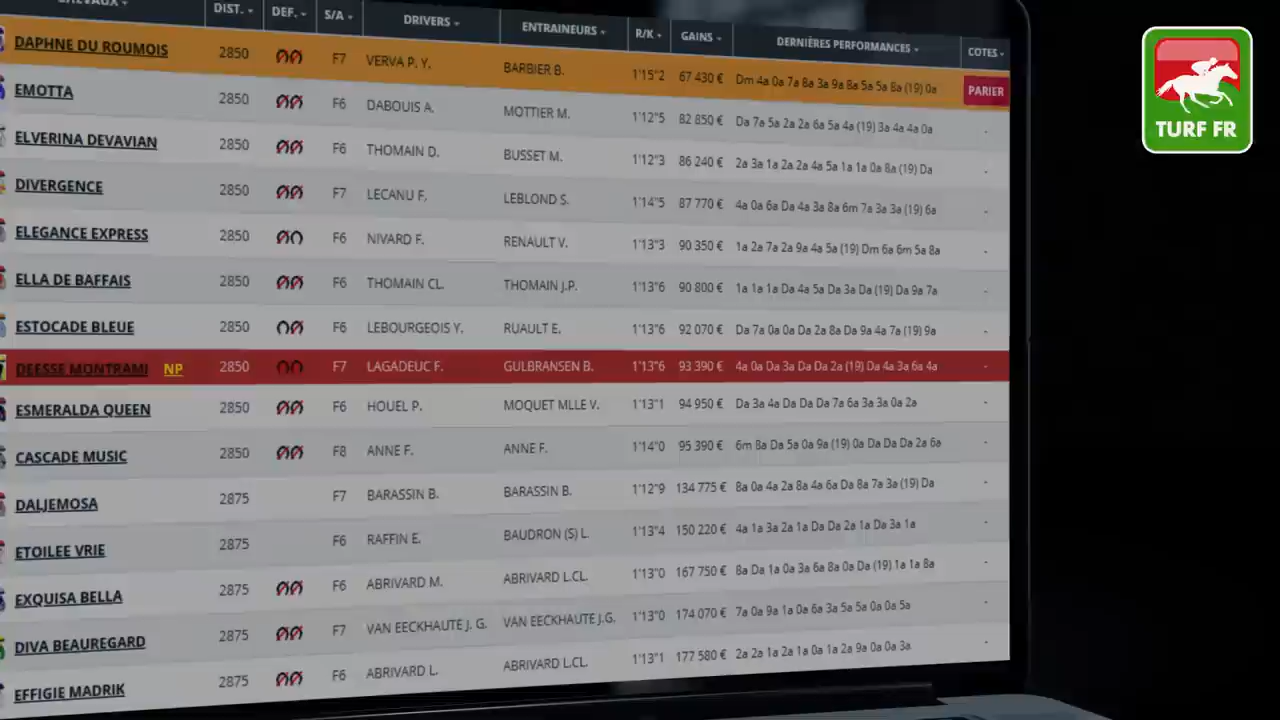 CHEVAUX DIST. DEF. S/A DRIVERS ENTRAINEURS R/K GAINS DERNIÈRES PERFORMANCES COTES
DAPHNE DU ROUMOIS 2850 F7 VERVA P. Y. BARBIER B. 1'15"2 67 430 € Dm 4a 0a 7a 8a 3a 9a 8a 5a 5a 8a (19) 0a PARIER
EMOTTA 2850 F6 DABOUIS A. MOTTIER M. 1'12"5 82 850 € Da 7a 5a 2a 2a 6a 5a 4a (19) 3a 4a 4a 0a -
ELVERINA DEVAVIAN 2850 F6 THOMAIN D. BUSSET M. 1'12"3 86 240 € 2a 3a 1a 2a 2a 4a 5a 1a 1a 0a 8a (19) Da -
DIVERGENCE 2850 F7 LECANU F. LEBLOND S. 1'14"5 87 770 € 4a 0a 6a Da 4a 3a 8a 6m 7a 3a 3a (19) 6a -
ELEGANCE EXPRESS 2850 F6 NIVARD F. RENAULT V. 1'13"3 90 350 € 1a 2a 7a 2a 9a 4a 5a (19) Dm 6a 6m 5a 8a -
ELLA DE BAFFAIS 2850 F6 THOMAIN CL. THOMAIN J.P. 1'13"6 90 800 € 1a 1a 1a Da 4a 5a Da 3a Da (19) Da 9a 7a -
ESTOCADE BLEUE 2850 F6 LEBOURGEOIS Y. RUAULT E. 1'13"6 92 070 € Da 7a 0a 0a Da 2a 8a Da 9a 4a 7a (19) 9a -
DEESSE MONTRAMI NP 2850 F7 LAGADEUC F. GULBRANSEN B. 1'13"6 93 390 € 4a 0a Da 3a Da Da 2a (19) Da 4a 3a 6a 4a -
ESMERALDA QUEEN 2850 F6 HOUEL P. MOQUET MLLE V. 1'13"1 94 950 € Da 3a 4a Da Da Da 7a 6a 3a 3a 0a 2a -
CASCADE MUSIC 2850 F8 ANNE F. ANNE F. 1'14"0 95 390 € 6m 8a Da 5a 0a 9a (19) 0a Da Da Da 2a 6a -
DALJEMOSA 2875 F7 BARASSIN B. BARASSIN B. 1'12"9 134 775 € 8a 0a 4a 2a 8a 4a 6a Da 8a 7a 3a (19) Da -
ETOILEE VRIE 2875 F6 RAFFIN E. BAUDRON (S) L. 1'13"4 150 220 € 4a 1a 3a 2a 1a Da Da 2a 1a Da 3a 1a -
EXQUISA BELLA 2875 F6 ABRIVARD M. ABRIVARD L.CL. 1'13"0 167 750 € 8a Da 1a 0a 3a 6a 8a 0a Da (19) 1a 1a 8a -
DIVA BEAUREGARD 2875 F7 VAN EECKHAUTE J. G. VAN EECKHAUTE J.G. 1'13"0 174 070 € 7a 0a 9a 1a 0a 6a 3a 5a 5a 0a 0a 5a -
EFFIGIE MADRIK 2875 F6 ABRIVARD L. ABRIVARD L.CL. 1'13"1 177 580 € 2a 2a 1a 2a 1a 0a 1a 2a 9a 0a 0a 3a -
TURF FR